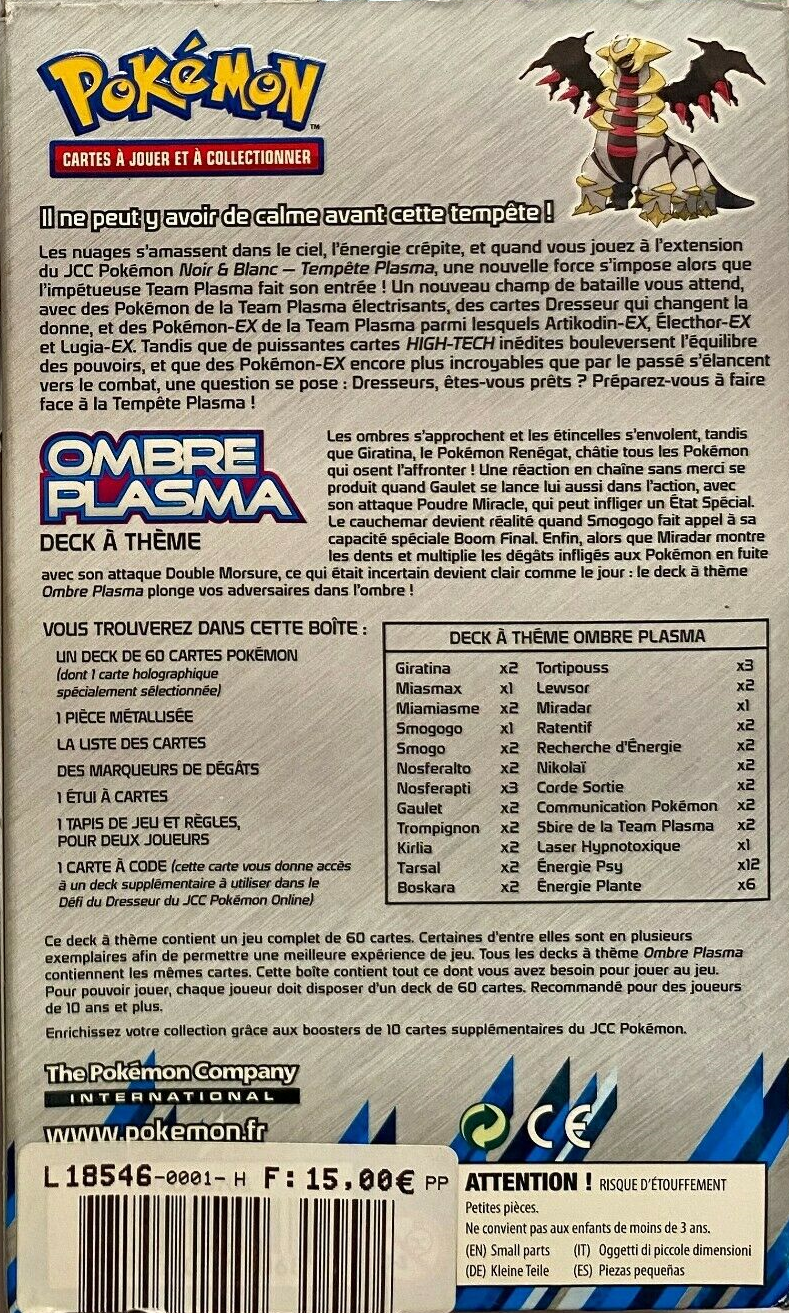 POKÉMON
TM
CARTES À JOUER ET À COLLECTIONNER
Il ne peut y avoir de calme avant cette tempête !
Les nuages s'amassent dans le ciel, l'énergie crépite, et quand vous jouez à l'extension
du JCC Pokémon Noir & Blanc – Tempête Plasma, une nouvelle force s'impose alors que
l'impétueuse Team Plasma fait son entrée ! Un nouveau champ de bataille vous attend,
avec des Pokémon de la Team Plasma électrisants, des cartes Dresseur qui changent la
donne, et des Pokémon-EX de la Team Plasma parmi lesquels Artikodin-EX, Électhor-EX
et Lugia-EX. Tandis que de puissantes cartes HIGH-TECH inédites bouleversent l'équilibre
des pouvoirs, et que des Pokémon-EX encore plus incroyables que par le passé s'élancent
vers le combat, une question se pose : Dresseurs, êtes-vous prêts ? Préparez-vous à faire
face à la Tempête Plasma !
OMBRE
PLASMA
DECK À THÈME
Les ombres s'approchent et les étincelles s'envolent, tandis
que Giratina, le Pokémon Renégat, châtie tous les Pokémon
qui osent l'affronter ! Une réaction en chaîne sans merci se
produit quand Gaulet se lance lui aussi dans l'action, avec
son attaque Poudre Miracle, qui peut infliger un État Spécial.
Le cauchemar devient réalité quand Smogogo fait appel à sa
capacité spéciale Boom Final. Enfin, alors que Miradar montre
les dents et multiplie les dégâts infligés aux Pokémon en fuite
avec son attaque Double Morsure, ce qui était incertain devient clair comme le jour : le deck à thème
Ombre Plasma plonge vos adversaires dans l'ombre !
VOUS TROUVEREZ DANS CETTE BOÎTE :
UN DECK DE 60 CARTES POKÉMON
(dont 1 carte holographique
spécialement sélectionnée)
1 PIÈCE MÉTALLISÉE
LA LISTE DES CARTES
DES MARQUEURS DE DÉGÂTS
1 ÉTUI À CARTES
1 TAPIS DE JEU ET RÈGLES,
POUR DEUX JOUEURS
1 CARTE À CODE (cette carte vous donne accès
à un deck supplémentaire à utiliser dans le
Défi du Dresseur du JCC Pokémon Online)
DECK À THÈME OMBRE PLASMA
Giratina x2 Tortipouss x3
Miasmax x1 Lewsor x2
Miamiasme x2 Miradar x1
Smogogo x1 Ratentif x2
Smogo x2 Recherche d'Énergie x2
Nosferalto x2 Nikolaï x2
Nosferapti x3 Corde Sortie x2
Gaulet x2 Communication Pokémon x2
Trompignon x2 Sbire de la Team Plasma x2
Kirlia x2 Laser Hypnotoxique x1
Tarsal x2 Énergie Psy x12
Boskara x2 Énergie Plante x6
Ce deck à thème contient un jeu complet de 60 cartes. Certaines d'entre elles sont en plusieurs
exemplaires afin de permettre une meilleure expérience de jeu. Tous les decks à thème Ombre Plasma
contiennent les mêmes cartes. Cette boîte contient tout ce dont vous avez besoin pour jouer au jeu.
Pour pouvoir jouer, chaque joueur doit disposer d'un deck de 60 cartes. Recommandé pour des joueurs
de 10 ans et plus.
Enrichissez votre collection grâce aux boosters de 10 cartes supplémentaires du JCC Pokémon.
The Pokémon Company
INTERNATIONAL
www.pokemon.fr
CE
L18546-0001- H F: 15,00€ PP
ATTENTION ! RISQUE D'ÉTOUFFEMENT
Petites pièces.
Ne convient pas aux enfants de moins de 3 ans.
(EN) Small parts (IT) Oggetti di piccole dimensioni
(DE) Kleine Teile (ES) Piezas pequeñas